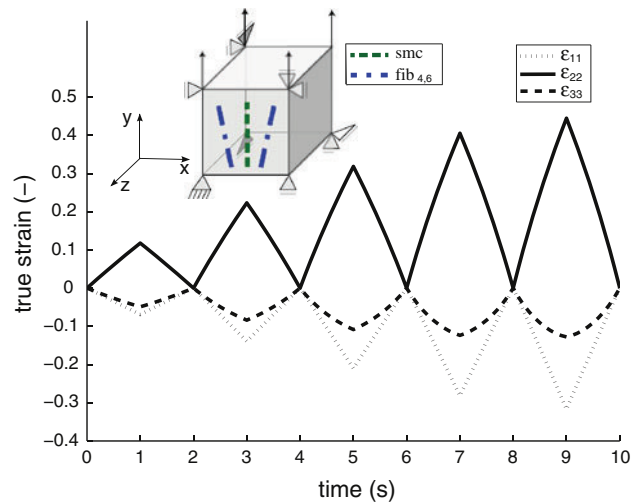 smc
fib 4,6
ε11
ε22
ε33
y
x
z
true strain (−)
0.5
0.4
0.3
0.2
0.1
0
−0.1
−0.2
−0.3
−0.4
0 1 2 3 4 5 6 7 8 9 10
time (s)